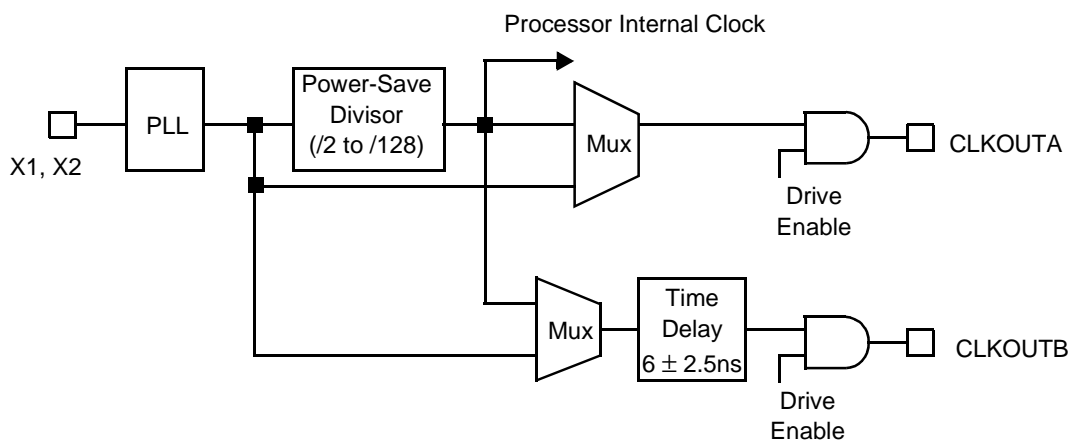 Processor Internal Clock
X1, X2
PLL
Power-Save
Divisor
(/2 to /128)
Mux
Drive
Enable
CLKOUTA
Mux
Time
Delay
6 ± 2.5ns
Drive
Enable
CLKOUTB